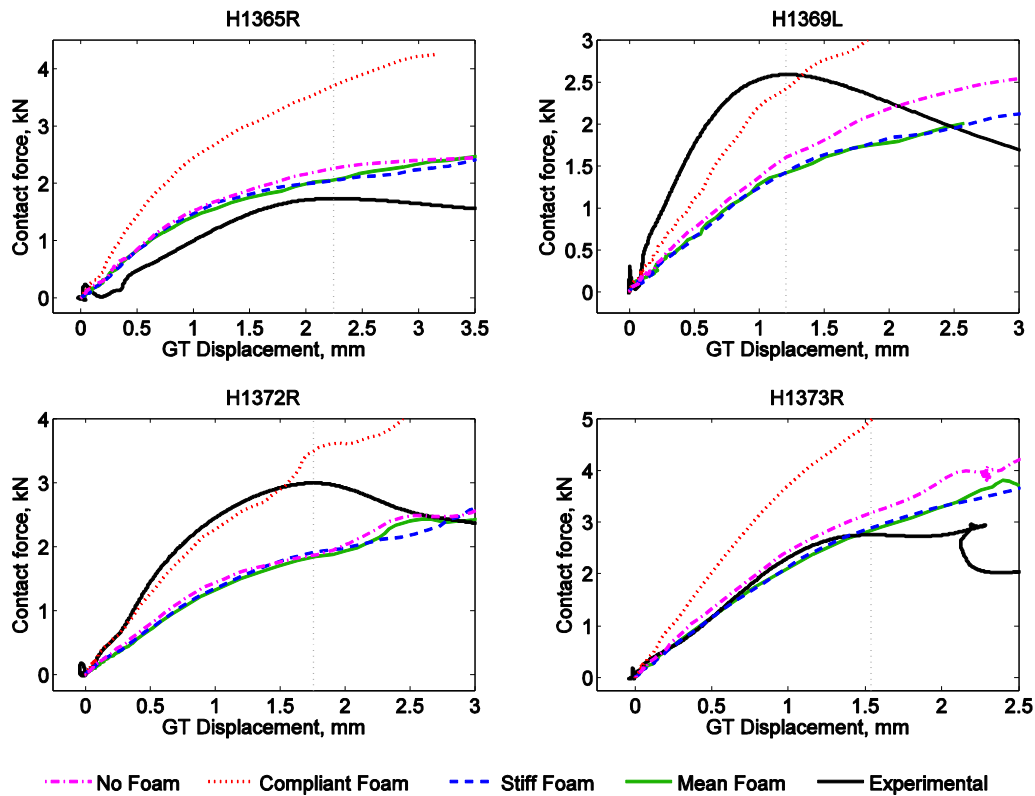 H1365R
H1369L
Contact force, kN
4
3
2
1
0
0 0.5 1 1.5 2 2.5 3 3.5
GT Displacement, mm
Contact force, kN
3
2.5
2
1.5
1
0.5
0
0 0.5 1 1.5 2 2.5 3
GT Displacement, mm
H1372R
H1373R
Contact force, kN
4
3
2
1
0
0 0.5 1 1.5 2 2.5 3
GT Displacement, mm
Contact force, kN
5
4
3
2
1
0
0 0.5 1 1.5 2 2.5
GT Displacement, mm
No Foam Compliant Foam Stiff Foam Mean Foam Experimental